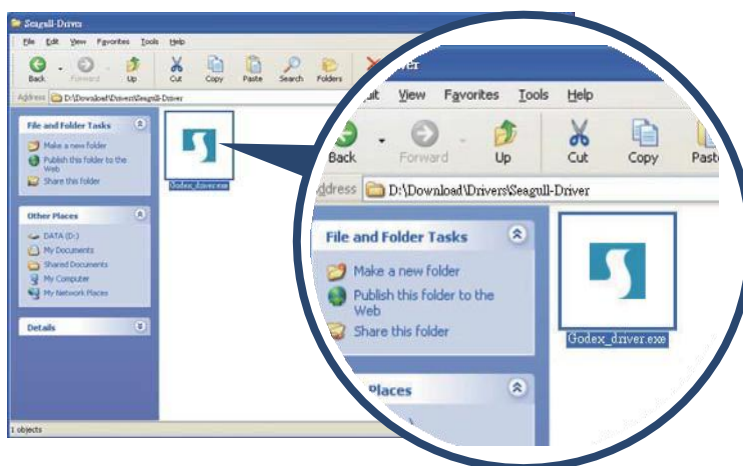 Seagull-Driver
File Edit View Favorites Tools Help
Back Forward Up Cut Copy Paste Search Folders
Address D:\Download\Drivers\Seagull-Driver
File and Folder Tasks
Make a new folder
Publish this folder to the
Web
Share this folder
Other Places
DATA (D:)
My Documents
Shared Documents
My Computer
My Network Places
Details
Godex_driver.exe
1 objects
View Favorites Tools Help
Back Forward Up Cut Copy
ddress D:\Download\Drivers\Seagull-Driver
File and Folder Tasks
Make a new folder
Publish this folder to the
Web
Share this folder
Places
Godex_driver.exe